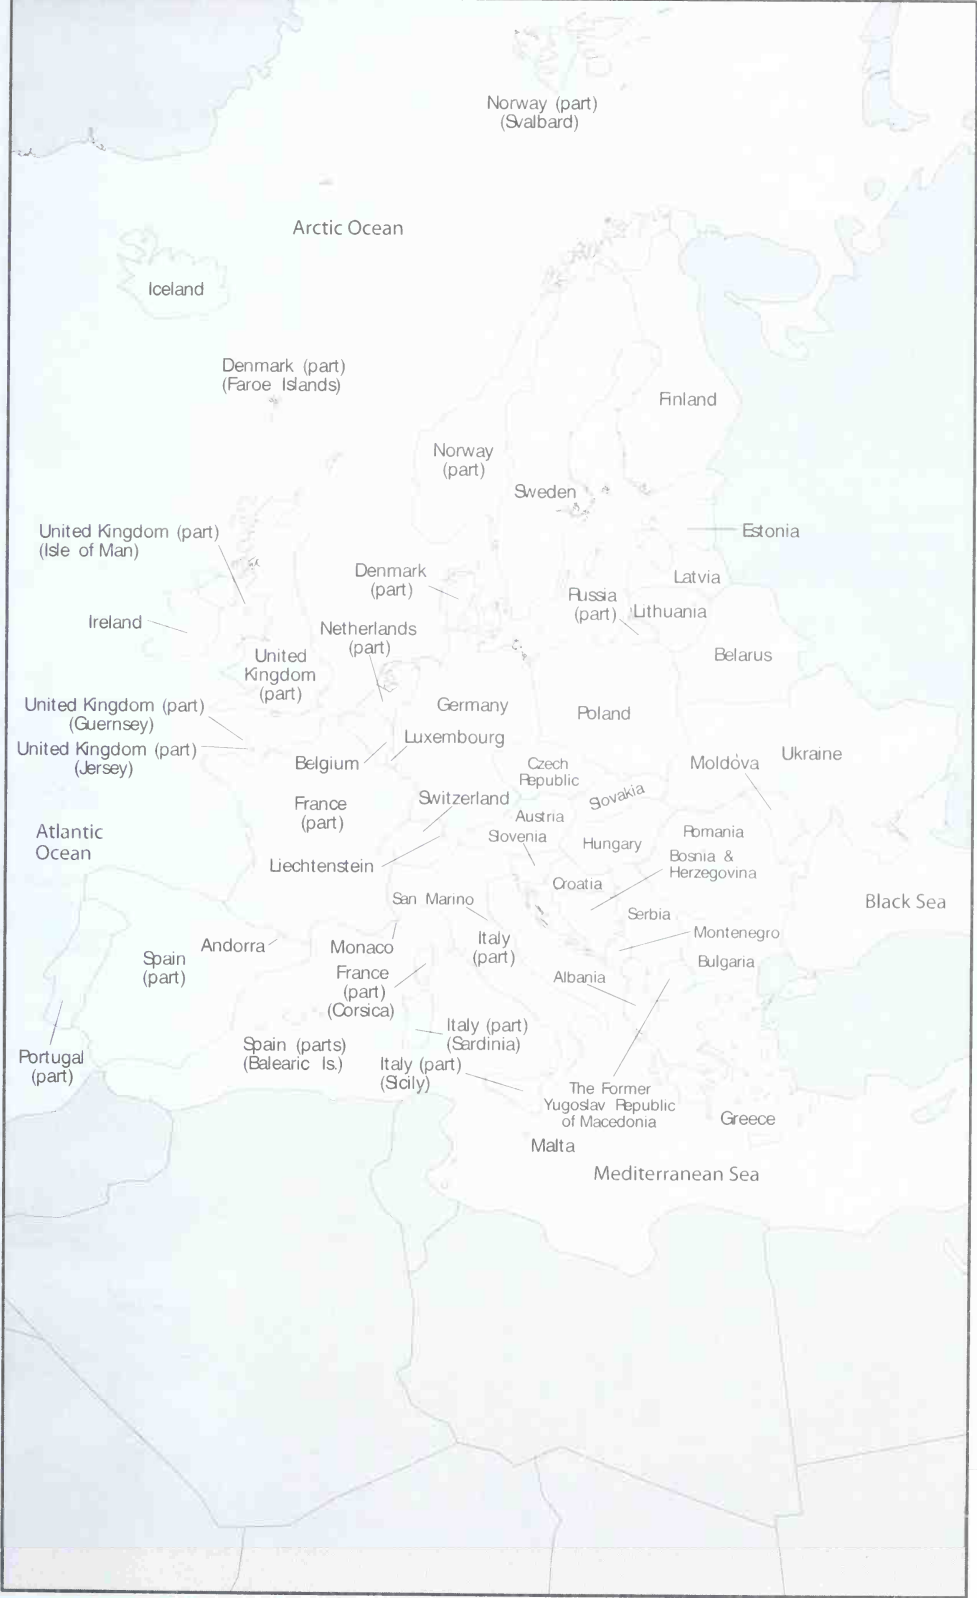 Norway (part)
(Svalbard)
Arctic Ocean
Iceland
Denmark (part)
(Faroe Islands)
Finland
Norway
(part)
Sweden
United Kingdom (part)
(Isle of Man)
Estonia
Denmark
(part)
Latvia
Russia
(part)
Lithuania
Ireland
Netherlands
(part)
United
Kingdom
(part)
Belarus
United Kingdom (part)
(Guernsey)
Germany
Poland
United Kingdom (part)
(Jersey)
Luxembourg
Belgium
Czech
Republic
Moldova
Ukraine
Switzerland
Slovakia
France
(part)
Austria
Slovenia
Hungary
Romania
Atlantic
Ocean
Liechtenstein
Bosnia &
Herzegovina
Croatia
San Marino
Serbia
Black Sea
Montenegro
Andorra
Monaco
Italy
(part)
Spain
(part)
Bulgaria
France
(part)
(Corsica)
Albania
Italy (part)
(Sardinia)
Spain (parts)
(Balearic Is.)
Portugal
(part)
Italy (part)
(Sicily)
The Former
Yugoslav Republic
of Macedonia
Greece
Malta
Mediterranean Sea